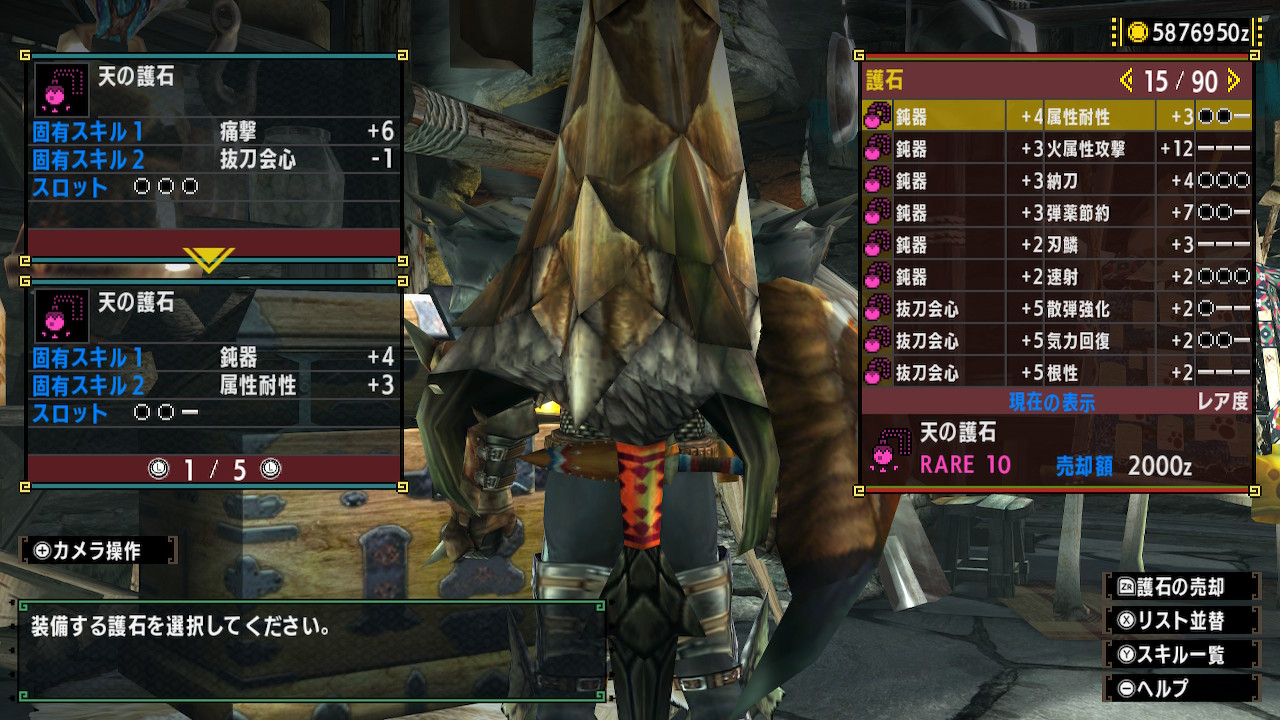 5876950z
天の護石
固有スキル1 痛撃 +6
固有スキル2 抜刀会心 -1
スロット ○○○
天の護石
固有スキル1 鈍器 +4
固有スキル2 属性耐性 +3
スロット ○○ー
1 / 5
カメラ操作
装備する護石を選択してください。
護石 15 / 90
鈍器 +4 属性耐性 +3 ○○ー
鈍器 +3 火属性攻撃 +12 ーーー
鈍器 +3 納刀 +4 ○○○
鈍器 +3 弾薬節約 +7 ○○ー
鈍器 +2 刃鱗 +3 ーーー
鈍器 +2 速射 +2 ○○○
抜刀会心 +5 散弾強化 +2 ○ーー
抜刀会心 +5 気力回復 +2 ○○ー
抜刀会心 +5 根性 +2 ーーー
現在の表示 レア度
天の護石
RARE 10 売却額 2000z
ZR 護石の売却
X リスト並替
Y スキル一覧
ヘルプ